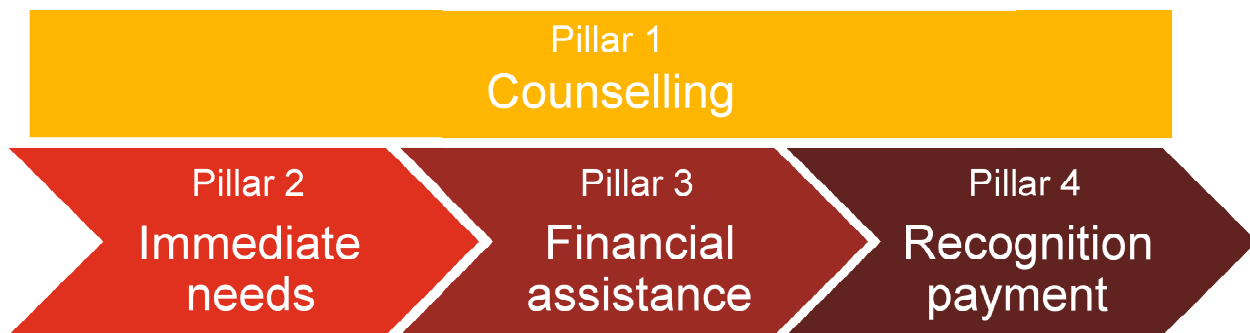 Pillar 1
Counselling
Pillar 2
Immediate
needs
Pillar 3
Financial
assistance
Pillar 4
Recognition
payment